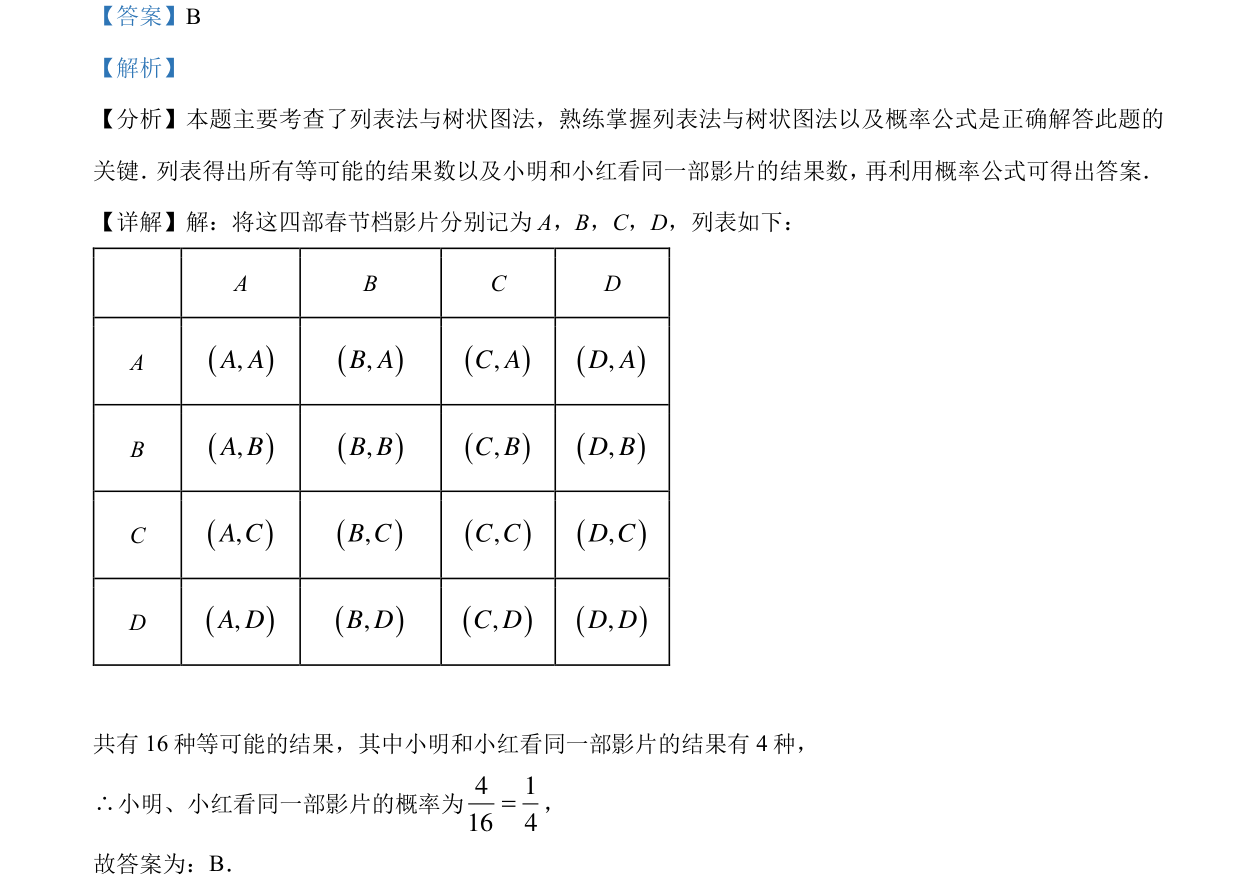 【答案】B
【解析】
【分析】本题主要考查了列表法与树状图法，熟练掌握列表法与树状图法以及概率公式是正确解答此题的
关键．列表得出所有等可能的结果数以及小明和小红看同一部影片的结果数，再利用概率公式可得出答案．
【详解】解：将这四部春节档影片分别记为 A，B，C，D，列表如下：
A B C D
A (A,A) (B,A) (C,A) (D,A)
B (A,B) (B,B) (C,B) (D,B)
C (A,C) (B,C) (C,C) (D,C)
D (A,D) (B,D) (C,D) (D,D)
共有 16 种等可能的结果，其中小明和小红看同一部影片的结果有 4 种，
∴小明、小红看同一部影片的概率为 4/16 = 1/4，
故答案为：B．